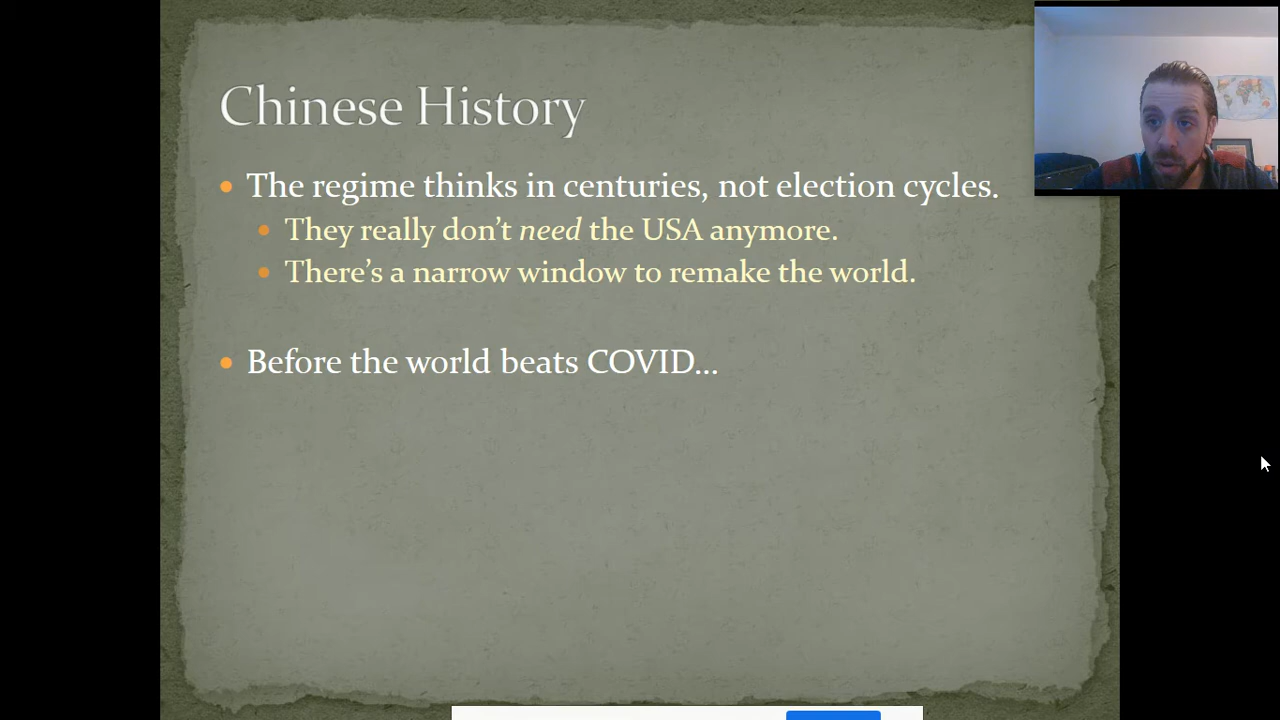 Chinese History
The regime thinks in centuries, not election cycles.
They really don’t need the USA anymore.
There’s a narrow window to remake the world.
Before the world beats COVID…